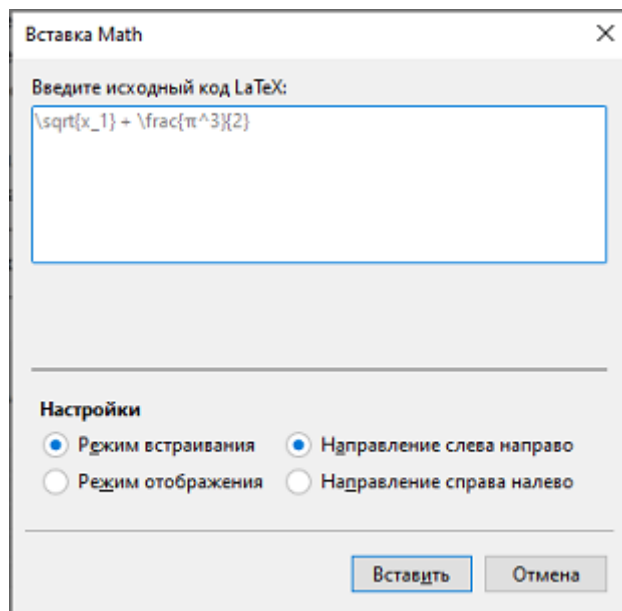 Вставка Math
Введите исходный код LaTeX:
\sqrt{x_1} + \frac{π^3}{2}
Настройки
Режим встраивания Направление слева направо
Режим отображения Направление справа налево
Вставить Отмена